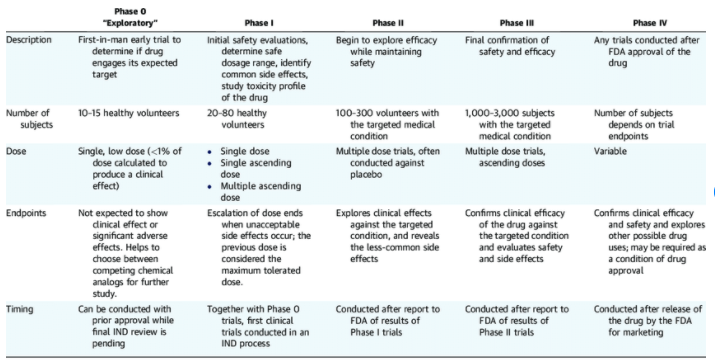 Phase 0
"Exploratory" Phase I Phase II Phase III Phase IV
Description
First-in-man early trial to
determine if drug
engages its expected
target
Initial safety evaluations,
determine safe
dosage range, identify
common side effects,
study toxicity profile
of the drug
Begin to explore efficacy
while maintaining
safety
Final confirmation of
safety and efficacy
Any trials conducted after
FDA approval of the
drug
Number of
subjects
10–15 healthy volunteers
20–80 healthy
volunteers
100–300 volunteers with
the targeted medical
condition
1,000–3,000 subjects
with the targeted
medical condition
Number of subjects
depends on trial
endpoints
Dose
Single, low dose (<1% of
dose calculated to
produce a clinical
effect)
• Single dose
• Single ascending
dose
• Multiple ascending
dose
Multiple dose trials, often
conducted against
placebo
Multiple dose trials,
ascending doses
Variable
Endpoints
Not expected to show
clinical effect or
significant adverse
effects. Helps to
choose between
competing chemical
analogs for further
study.
Escalation of dose ends
when unacceptable
side effects occur; the
previous dose is
considered the
maximum tolerated
dose.
Explores clinical effects
against the targeted
condition, and reveals
the less-common side
effects
Confirms clinical efficacy
of the drug against
the targeted condition
and evaluates safety
and side effects
Confirms clinical efficacy
and safety and explores
other possible drug
uses; may be required as
a condition of drug
approval
Timing
Can be conducted with
prior approval while
final IND review is
pending
Together with Phase 0
trials, first clinical
trials conducted in an
IND process
Conducted after report to
FDA of results of
Phase I trials
Conducted after report to
FDA of results of
Phase II trials
Conducted after release of
the drug by the FDA
for marketing